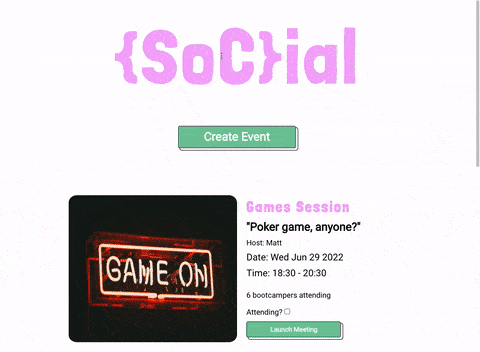 {SoC}ial
Create Event
GAME ON
Games Session
"Poker game, anyone?"
Host: Matt
Date: Wed Jun 29 2022
Time: 18:30 - 20:30
6 bootcampers attending
Attending?
Launch Meeting